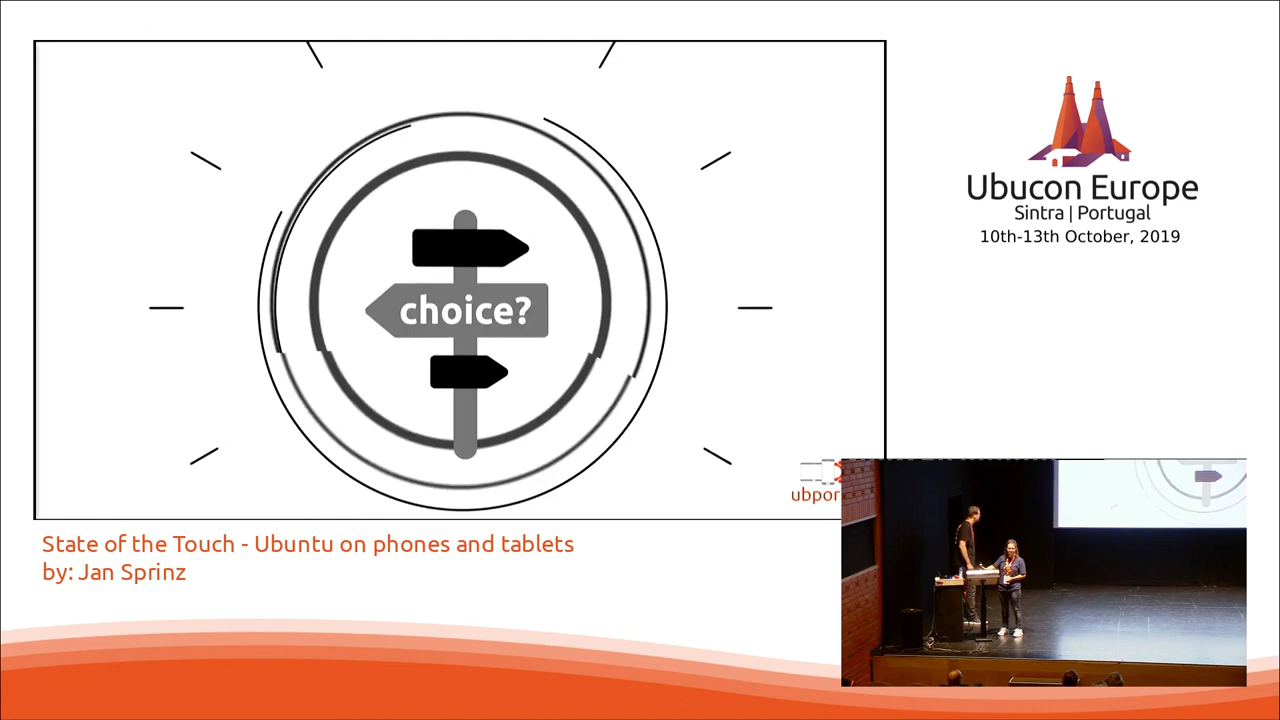 choice?
ubpor
State of the Touch - Ubuntu on phones and tablets
by: Jan Sprinz
Ubucon Europe
Sintra | Portugal
10th-13th October, 2019